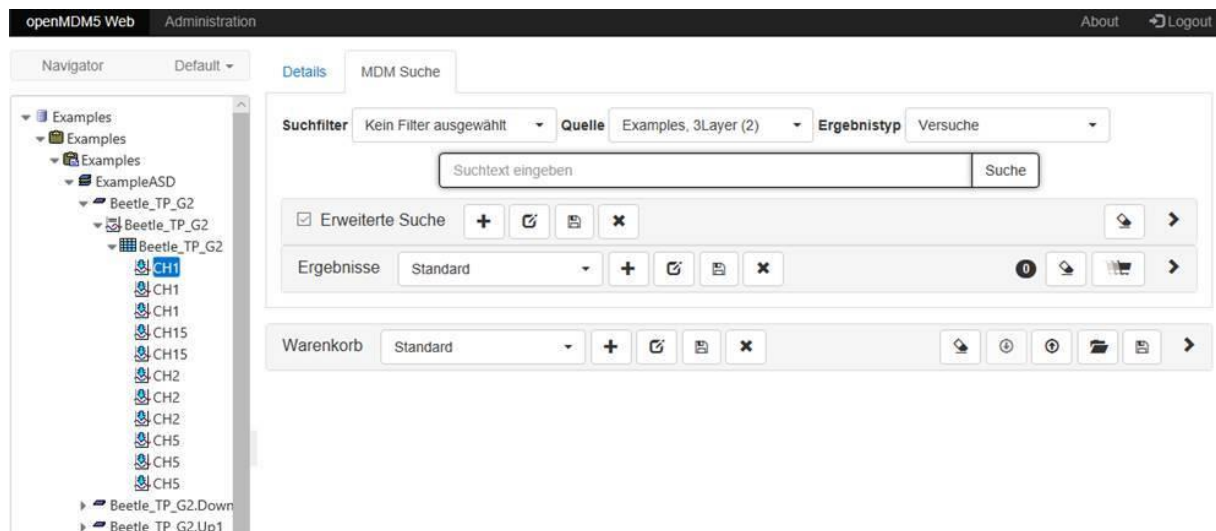 openMDM5 Web Administration About Logout
Navigator Default
Details MDM Suche
Examples
Examples
Examples
ExampleASD
Beetle_TP_G2
Beetle_TP_G2
Beetle_TP_G2
CH1
CH1
CH1
CH15
CH15
CH2
CH2
CH2
CH5
CH5
CH5
Beetle_TP_G2.Down
Beetle_TP_G2.Up1
Suchfilter Kein Filter ausgewählt Quelle Examples, 3Layer (2) Ergebnistyp Versuche
Suchtext eingeben Suche
Erweiterte Suche
Ergebnisse Standard 0
Warenkorb Standard